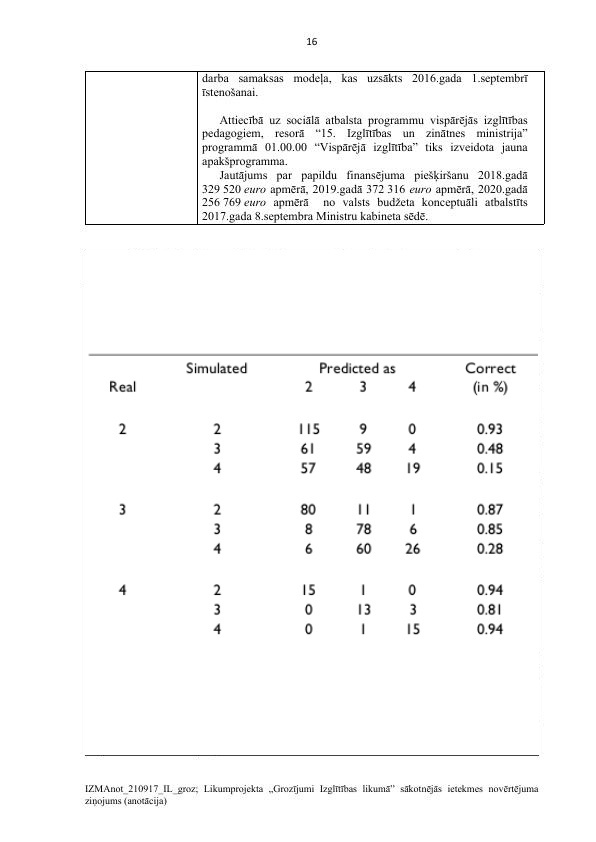 16
darba samaksas modeļa, kas uzsākts 2016.gada 1.septembrī
īstenošanai.
Attiecībā uz sociālā atbalsta programmu vispārējās izglītības
pedagogiem, resorā “15. Izglītības un zinātnes ministrija”
programmā 01.00.00 “Vispārējā izglītība” tiks izveidota jauna
apakšprogramma.
Jautājums par papildu finansējuma piešķiršanu 2018.gadā
329 520 euro apmērā, 2019.gadā 372 316 euro apmērā, 2020.gadā
256 769 euro apmērā no valsts budžeta konceptuāli atbalstīts
2017.gada 8.septembra Ministru kabineta sēdē.
Simulated Predicted as Correct
Real 2 3 4 (in %)
2 2 115 9 0 0.93
3 61 59 4 0.48
4 57 48 19 0.15
3 2 80 11 1 0.87
3 8 78 6 0.85
4 6 60 26 0.28
4 2 15 1 0 0.94
3 0 13 3 0.81
4 0 1 15 0.94
IZMAnot_210917_IL_groz; Likumprojekta „Grozījumi Izglītības likumā” sākotnējās ietekmes novērtējuma
ziņojums (anotācija)